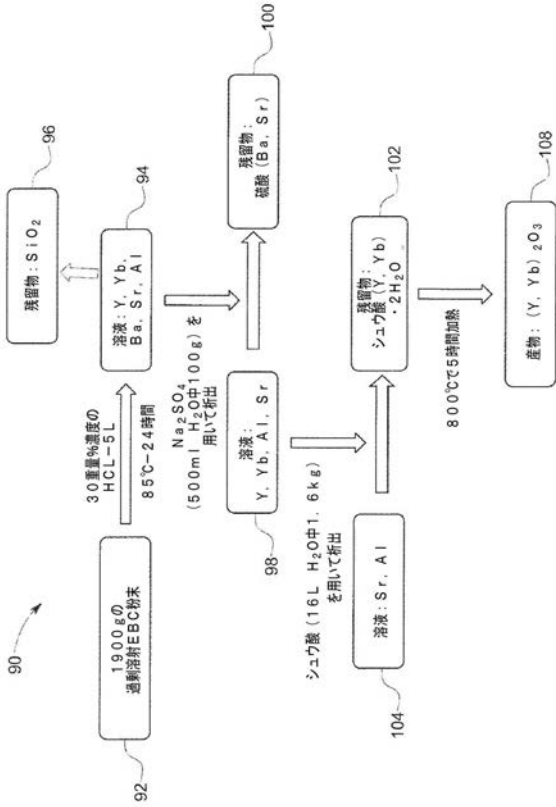 90
92
1900gの
過剰溶射EBC粉末
30重量%濃度の
HCL-5L
85℃-24時間
94
溶液:Y, Yb,
Ba, Sr, Al
96
残留物:SiO₂
Na₂SO₄
(500ml H₂O中100g)を
用いて析出
98
溶液:
Y, Yb, Al, Sr
100
残留物:
硫酸(Ba, Sr)
シュウ酸(16L H₂O中1.6kg)
を用いて析出
104
溶液:Sr, Al
102
残留物:
シュウ酸(Y, Yb)
・2H₂O
800℃で5時間加熱
108
産物:(Y, Yb)₂O₃